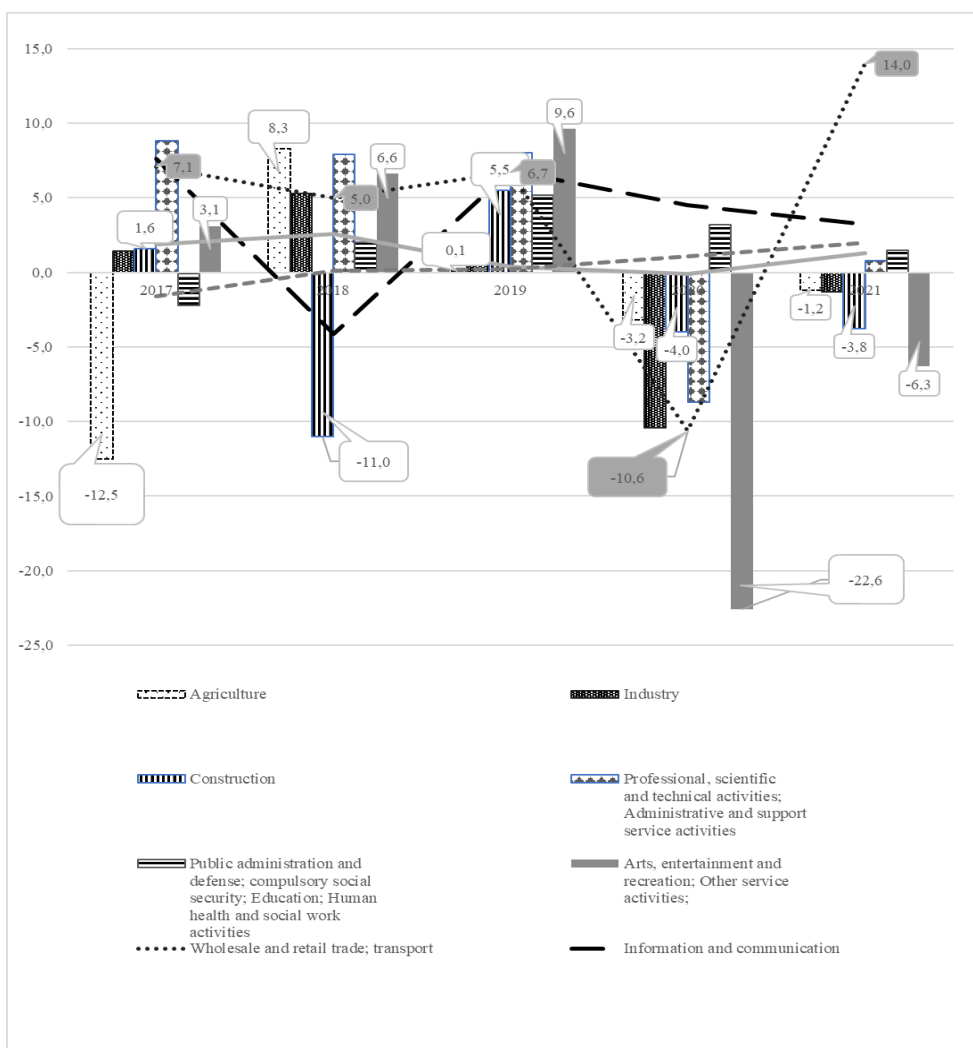 15,0
14,0
10,0
9,6
8,3
7,1
6,6
6,7
5,5
5,0
5,0
3,1
1,6
0,1
0,0
2017
2018
2019
2021
-1,2
-3,2
-4,0
-3,8
-5,0
-6,3
-10,0
-11,0
-10,6
-12,5
-15,0
-20,0
-22,6
-25,0
Agriculture
Industry
Construction
Professional, scientific
and technical activities;
Administrative and support
service activities
Public administration and
defense; compulsory social
security; Education; Human
health and social work
activities
Arts, entertainment and
recreation; Other service
activities;
Wholesale and retail trade; transport
Information and communication